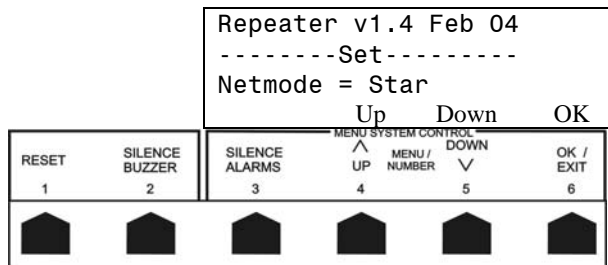 Repeater v1.4 Feb 04
--------Set---------
Netmode = Star
Up Down OK
MENU SYSTEM CONTROL
RESET
1
SILENCE
BUZZER
2
SILENCE
ALARMS
3
UP
4
MENU /
NUMBER
DOWN
5
OK /
EXIT
6